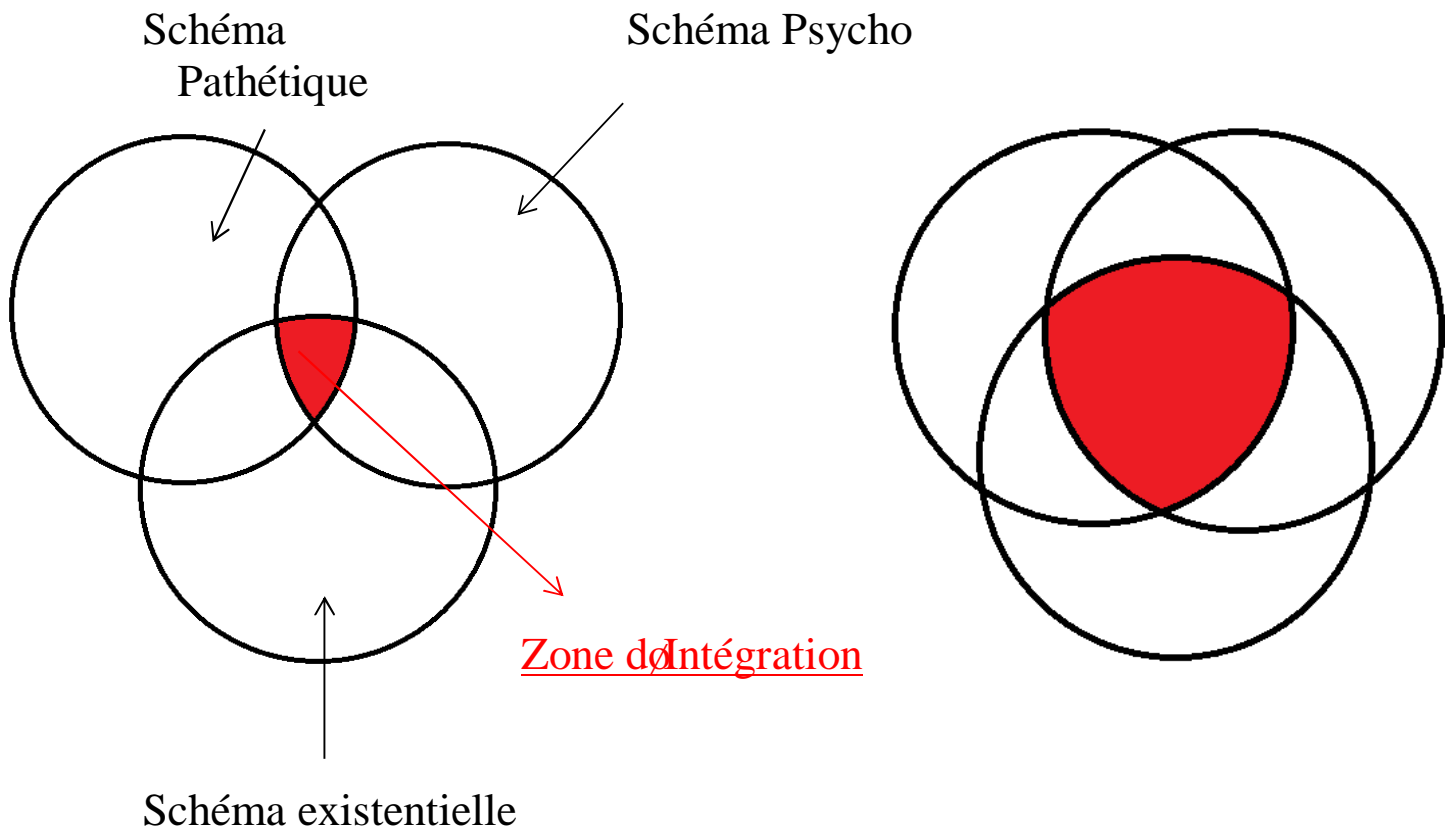 Schéma
Pathétique
Schéma Psycho
Zone døIntégration
Schéma existentielle